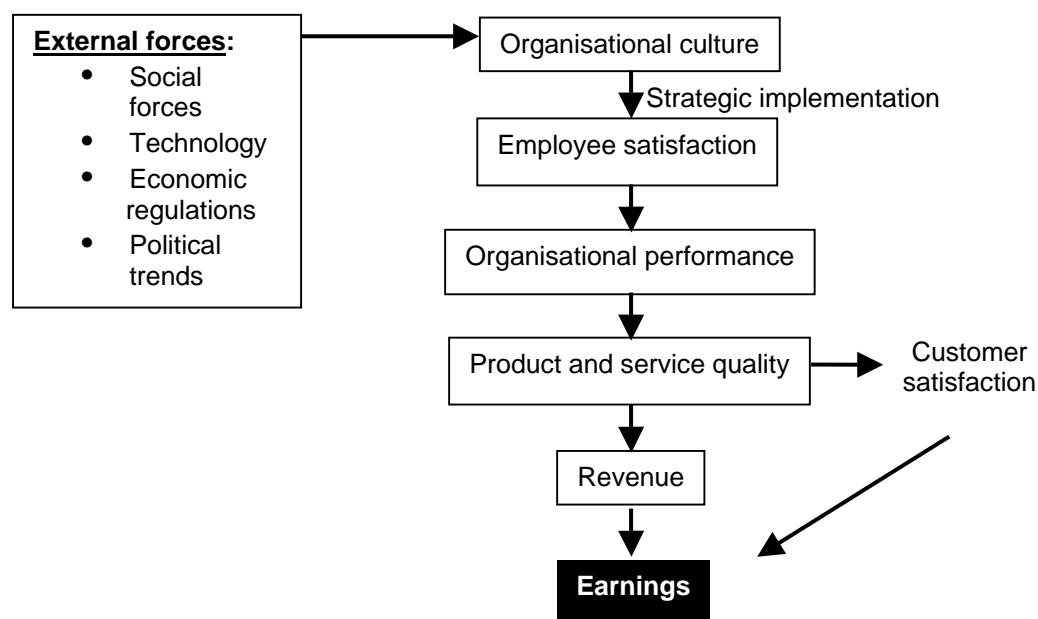 External forces:
• Social
forces
• Technology
• Economic
regulations
• Political
trends
Organisational culture
Strategic implementation
Employee satisfaction
Organisational performance
Product and service quality
Customer
satisfaction
Revenue
Earnings